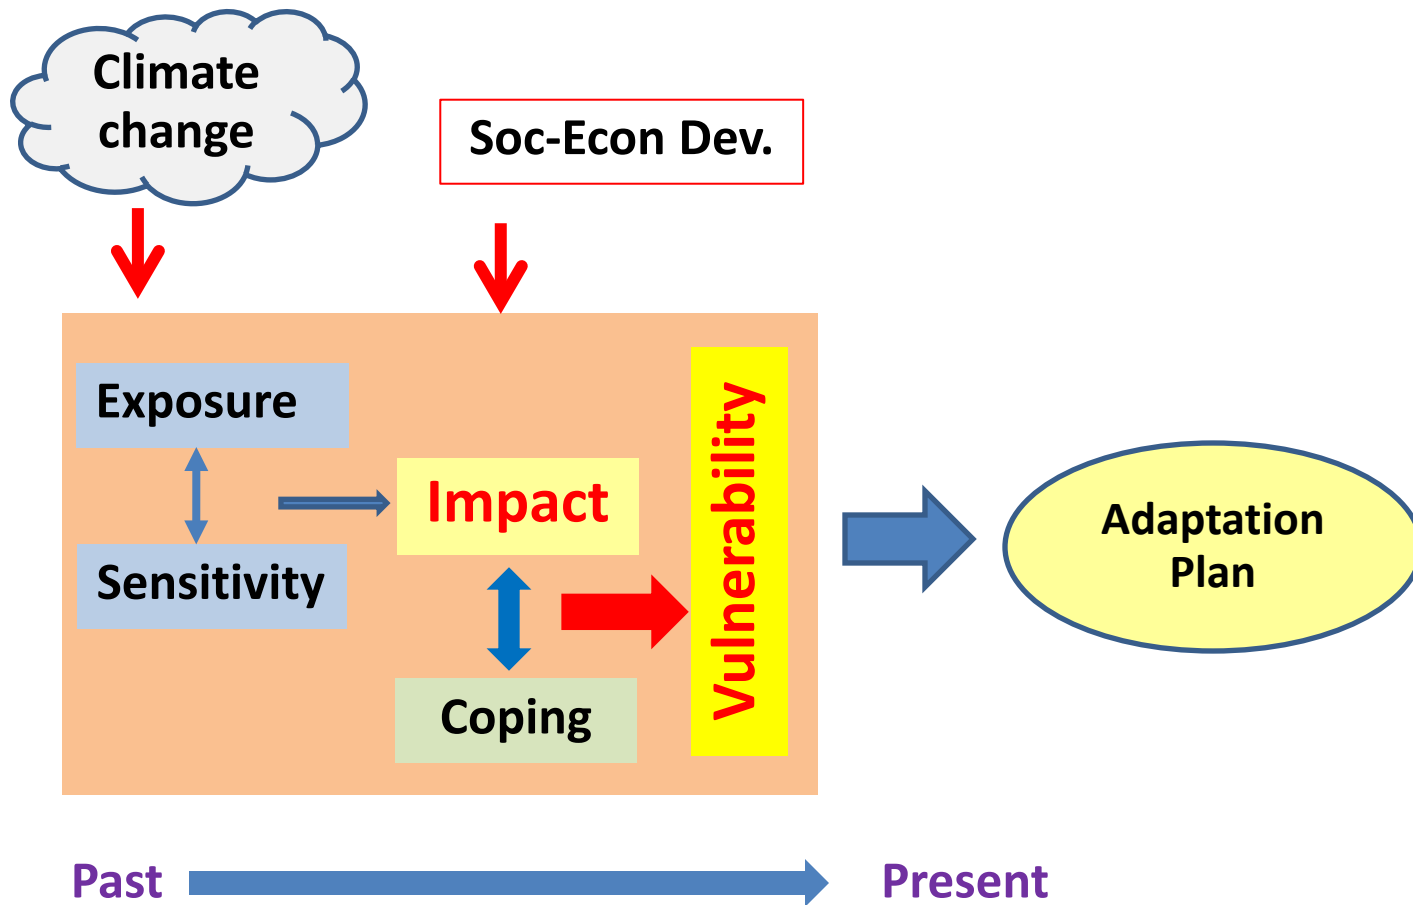 Climate
change
Soc-Econ Dev.
Exposure
Sensitivity
Impact
Coping
Vulnerability
Adaptation
Plan
Past
Present